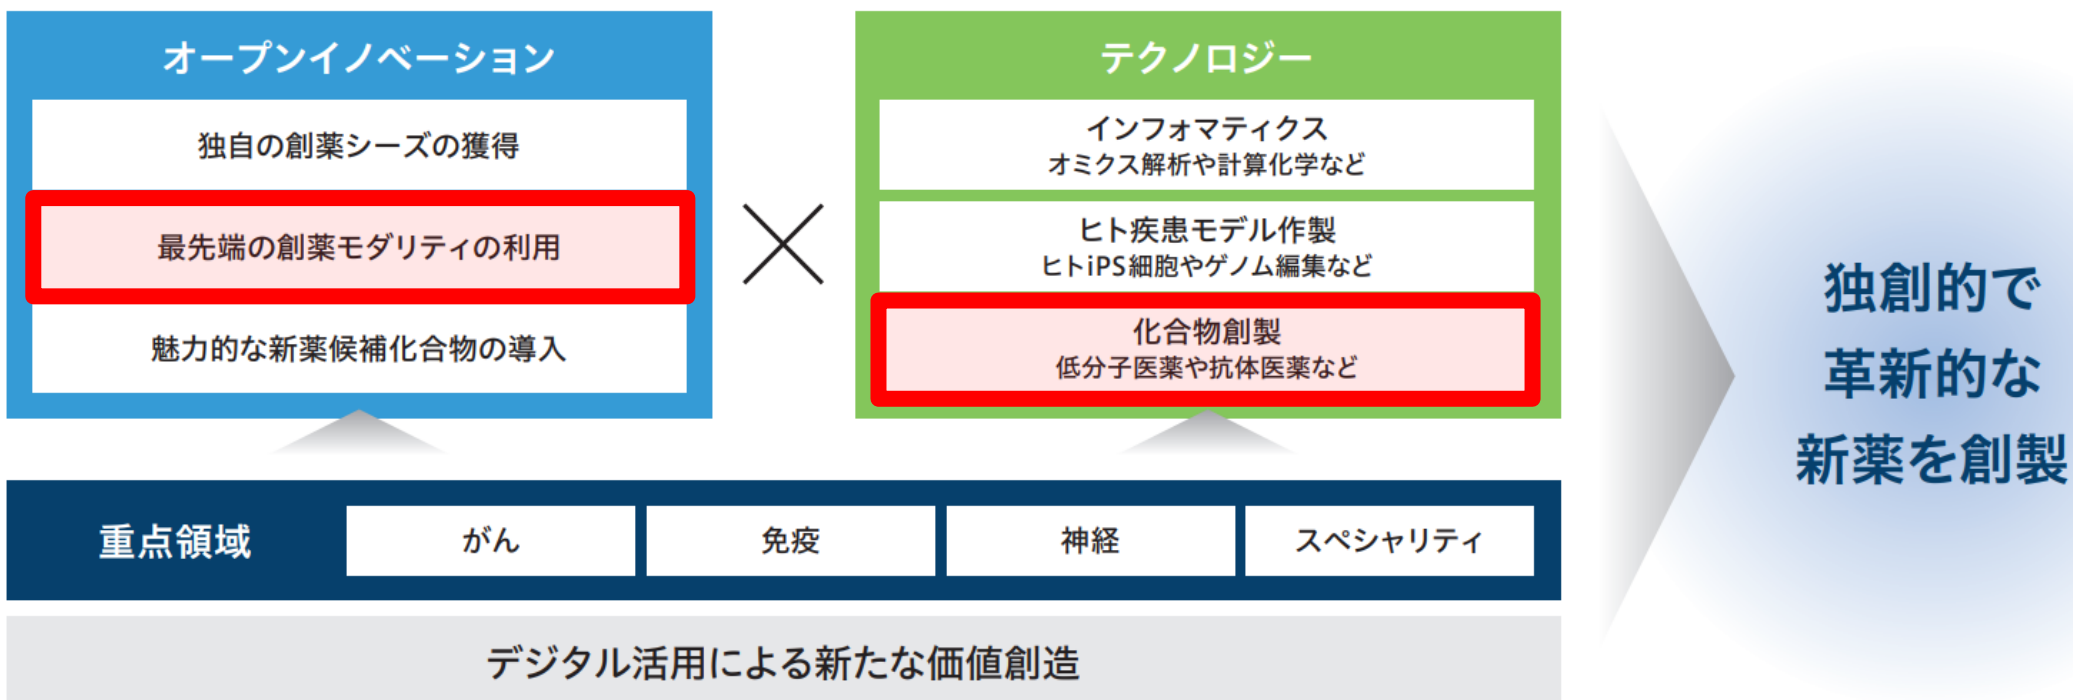 オープンイノベーション
独自の創薬シーズの獲得
最先端の創薬モダリティの利用
魅力的な新薬候補化合物の導入
テクノロジー
インフォマティクス
オミクス解析や計算化学など
ヒト疾患モデル作製
ヒトiPS細胞やゲノム編集など
化合物創製
低分子医薬や抗体医薬など
重点領域
がん
免疫
神経
スペシャリティ
デジタル活用による新たな価値創造
独創的で
革新的な
新薬を創製